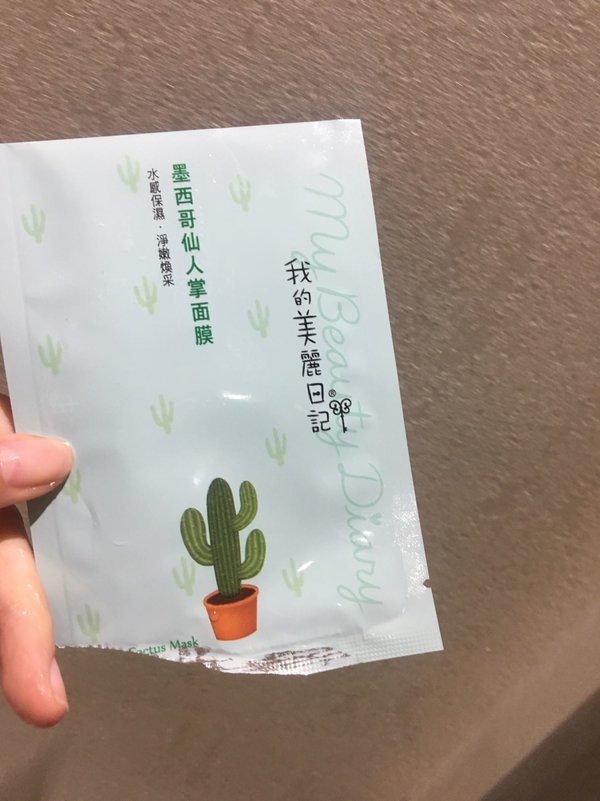 My Beauty Diary
我的美麗日記®
墨西哥仙人掌面膜
水感保濕·淨嫩煥采
Cactus Mask